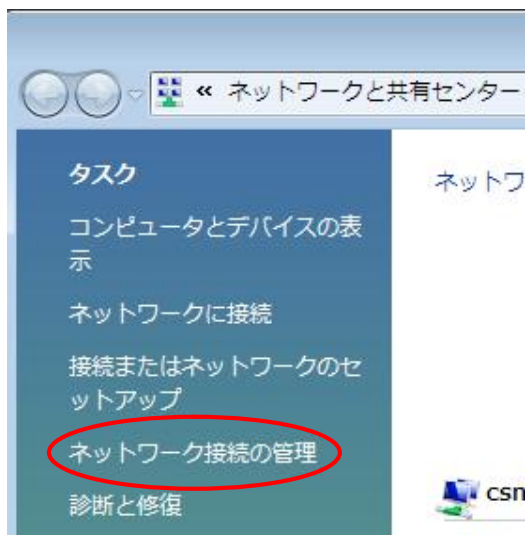 « ネットワークと共有センター
タスク
ネットワ
コンピュータとデバイスの表
示
ネットワークに接続
接続またはネットワークのセ
ットアップ
ネットワーク接続の管理
診断と修復
csn